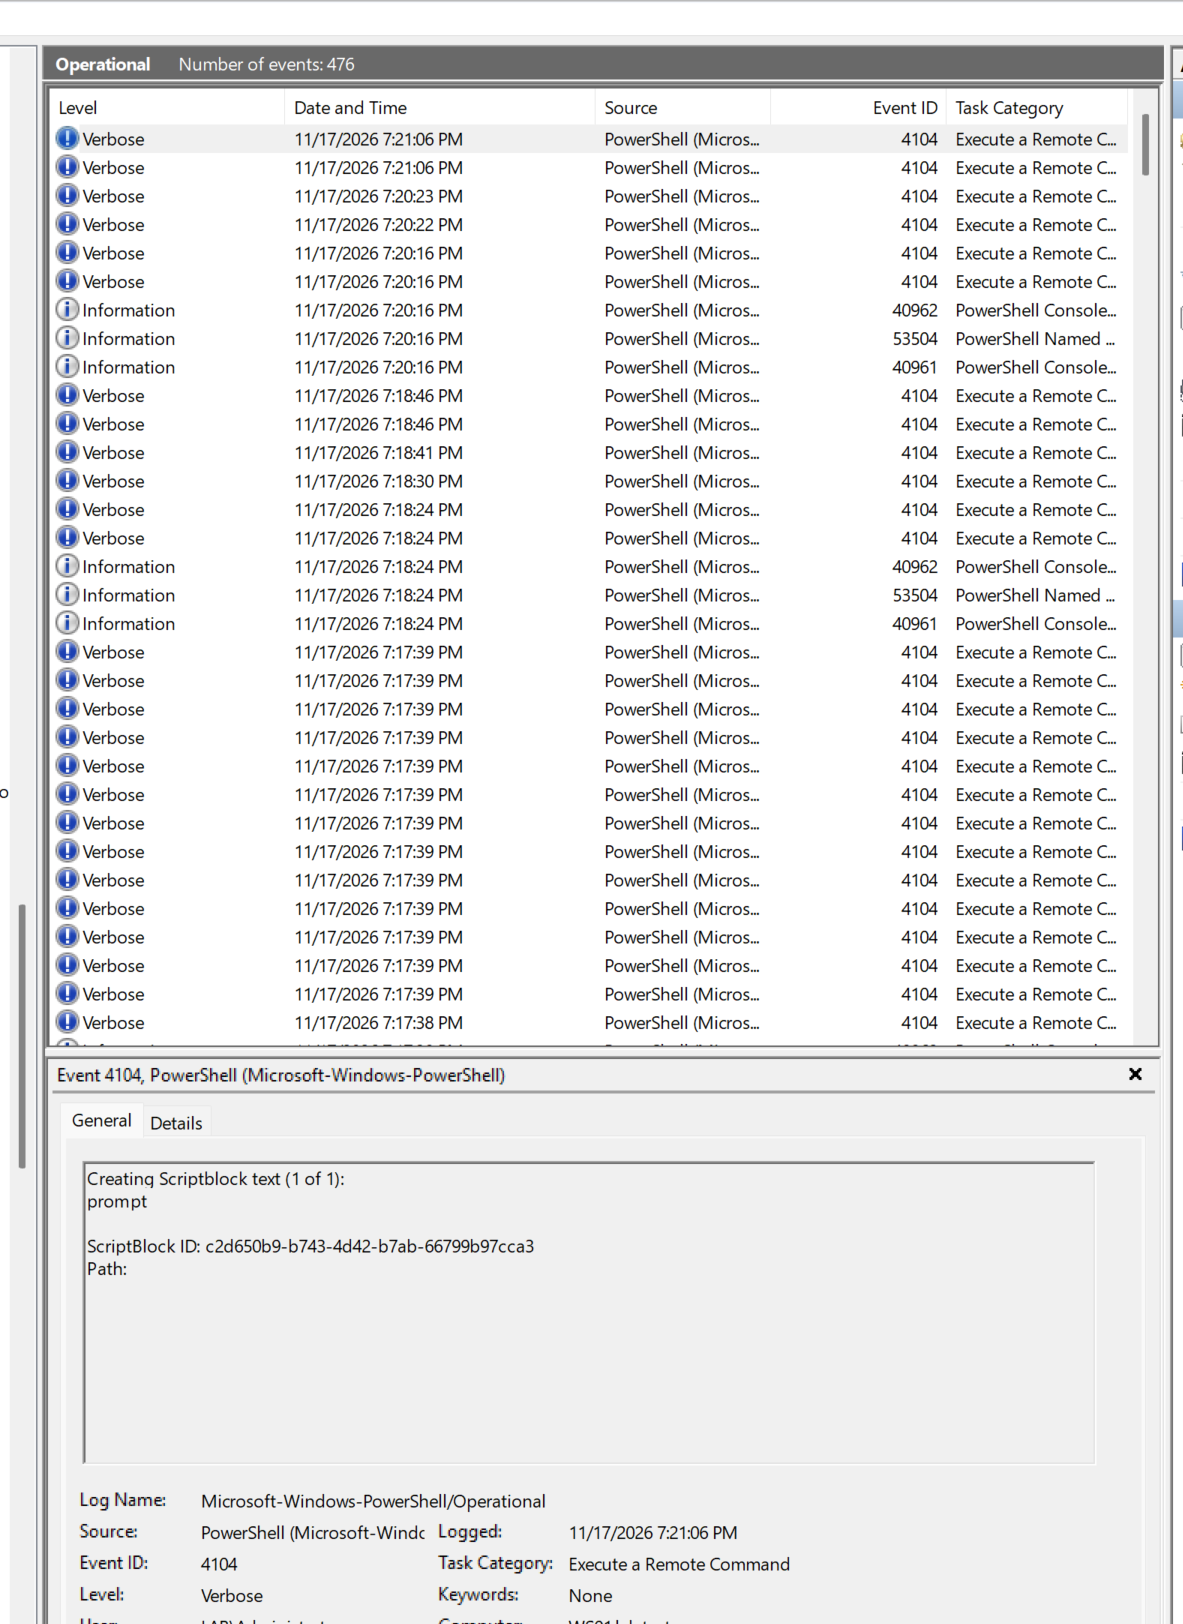 Operational Number of events: 476
Level Date and Time Source Event ID Task Category
Verbose 11/17/2026 7:21:06 PM PowerShell (Micros... 4104 Execute a Remote C...
Verbose 11/17/2026 7:21:06 PM PowerShell (Micros... 4104 Execute a Remote C...
Verbose 11/17/2026 7:20:23 PM PowerShell (Micros... 4104 Execute a Remote C...
Verbose 11/17/2026 7:20:22 PM PowerShell (Micros... 4104 Execute a Remote C...
Verbose 11/17/2026 7:20:16 PM PowerShell (Micros... 4104 Execute a Remote C...
Verbose 11/17/2026 7:20:16 PM PowerShell (Micros... 4104 Execute a Remote C...
Information 11/17/2026 7:20:16 PM PowerShell (Micros... 40962 PowerShell Console...
Information 11/17/2026 7:20:16 PM PowerShell (Micros... 53504 PowerShell Named ...
Information 11/17/2026 7:20:16 PM PowerShell (Micros... 40961 PowerShell Console...
Verbose 11/17/2026 7:18:46 PM PowerShell (Micros... 4104 Execute a Remote C...
Verbose 11/17/2026 7:18:46 PM PowerShell (Micros... 4104 Execute a Remote C...
Verbose 11/17/2026 7:18:41 PM PowerShell (Micros... 4104 Execute a Remote C...
Verbose 11/17/2026 7:18:30 PM PowerShell (Micros... 4104 Execute a Remote C...
Verbose 11/17/2026 7:18:24 PM PowerShell (Micros... 4104 Execute a Remote C...
Verbose 11/17/2026 7:18:24 PM PowerShell (Micros... 4104 Execute a Remote C...
Information 11/17/2026 7:18:24 PM PowerShell (Micros... 40962 PowerShell Console...
Information 11/17/2026 7:18:24 PM PowerShell (Micros... 53504 PowerShell Named ...
Information 11/17/2026 7:18:24 PM PowerShell (Micros... 40961 PowerShell Console...
Verbose 11/17/2026 7:17:39 PM PowerShell (Micros... 4104 Execute a Remote C...
Verbose 11/17/2026 7:17:39 PM PowerShell (Micros... 4104 Execute a Remote C...
Verbose 11/17/2026 7:17:39 PM PowerShell (Micros... 4104 Execute a Remote C...
Verbose 11/17/2026 7:17:39 PM PowerShell (Micros... 4104 Execute a Remote C...
Verbose 11/17/2026 7:17:39 PM PowerShell (Micros... 4104 Execute a Remote C...
Verbose 11/17/2026 7:17:39 PM PowerShell (Micros... 4104 Execute a Remote C...
Verbose 11/17/2026 7:17:39 PM PowerShell (Micros... 4104 Execute a Remote C...
Verbose 11/17/2026 7:17:39 PM PowerShell (Micros... 4104 Execute a Remote C...
Verbose 11/17/2026 7:17:39 PM PowerShell (Micros... 4104 Execute a Remote C...
Verbose 11/17/2026 7:17:39 PM PowerShell (Micros... 4104 Execute a Remote C...
Verbose 11/17/2026 7:17:39 PM PowerShell (Micros... 4104 Execute a Remote C...
Verbose 11/17/2026 7:17:39 PM PowerShell (Micros... 4104 Execute a Remote C...
Verbose 11/17/2026 7:17:39 PM PowerShell (Micros... 4104 Execute a Remote C...
Verbose 11/17/2026 7:17:38 PM PowerShell (Micros... 4104 Execute a Remote C...
Event 4104, PowerShell (Microsoft-Windows-PowerShell)
General Details
Creating Scriptblock text (1 of 1):
prompt
ScriptBlock ID: c2d650b9-b743-4d42-b7ab-66799b97cca3
Path:
Log Name: Microsoft-Windows-PowerShell/Operational
Source: PowerShell (Microsoft-Windc Logged: 11/17/2026 7:21:06 PM
Event ID: 4104 Task Category: Execute a Remote Command
Level: Verbose Keywords: None